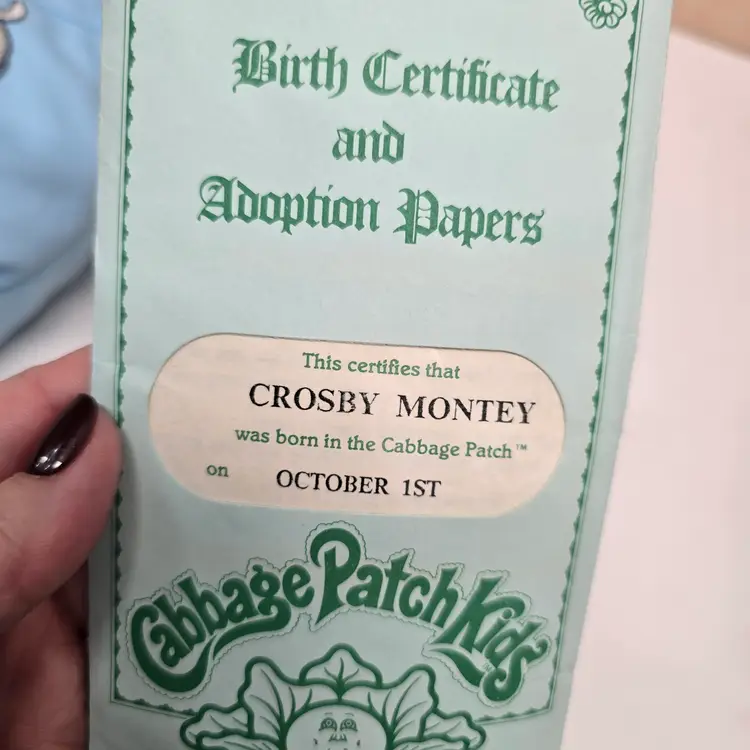 Birth Certificate
and
Adoption Papers
This certifies that
CROSBY MONTEY
was born in the Cabbage Patch™
on OCTOBER 1ST
Cabbage Patch Kids™